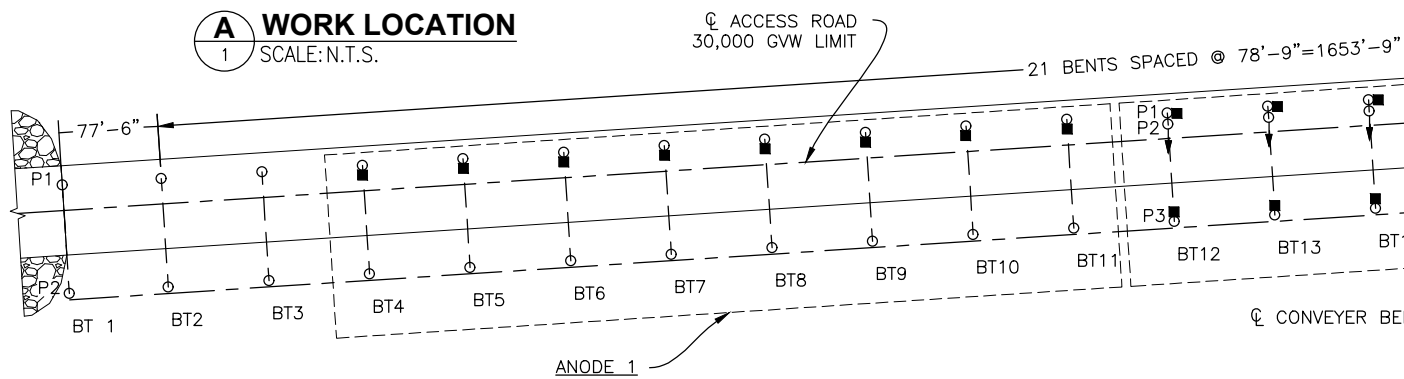 A WORK LOCATION
1 SCALE: N.T.S.
℄ ACCESS ROAD
30,000 GVW LIMIT
21 BENTS SPACED @ 78'-9"=1653'-9"
77'-6"
P1
P2
P1
P2
P3
BT 1
BT2
BT3
BT4
BT5
BT6
BT7
BT8
BT9
BT10
BT11
BT12
BT13
℄ CONVEYER
ANODE 1